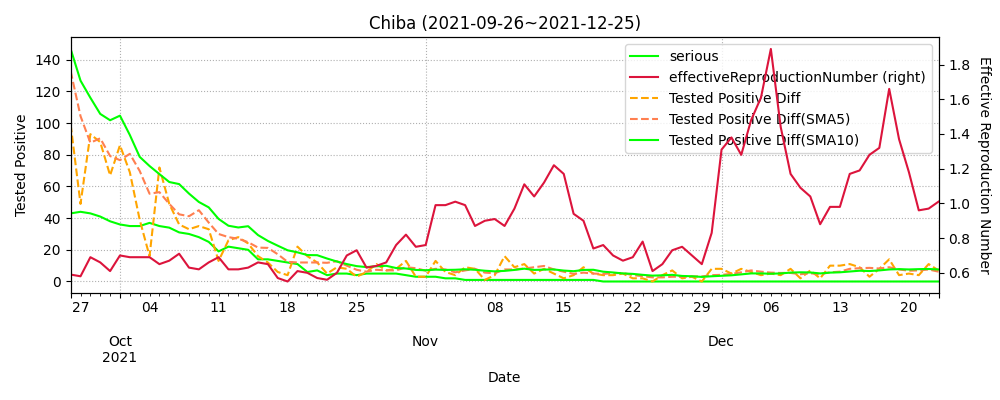 Chiba (2021-09-26~2021-12-25)
serious
effectiveReproductionNumber (right)
Tested Positive Diff
Tested Positive Diff(SMA5)
Tested Positive Diff(SMA10)
Tested Positive
140
120
100
80
60
40
20
0
1.8
1.6
1.4
1.2
1.0
0.8
0.6
Effective Reproduction Number
27 04 11 18 25 08 15 22 29 06 13 20
Oct Nov Dec
2021
Date